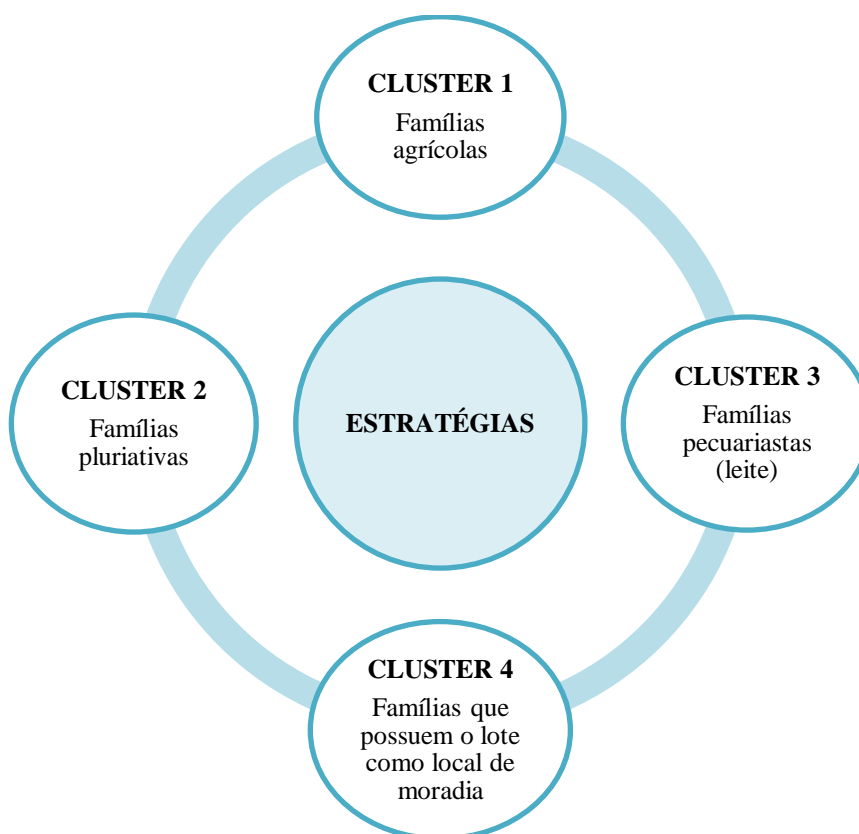 CLUSTER 1
Famílias
agrícolas
CLUSTER 2
Famílias
pluriativas
ESTRATÉGIAS
CLUSTER 3
Famílias
pecuariastas
(leite)
CLUSTER 4
Famílias que
possuem o lote
como local de
moradia